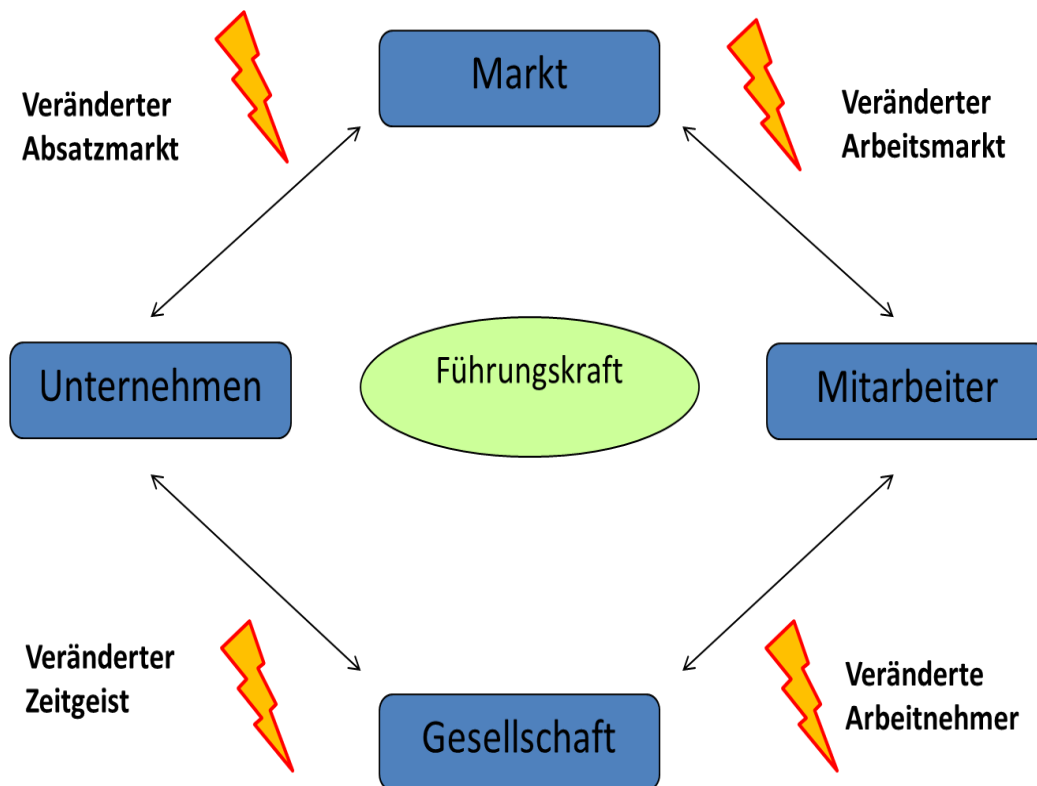 Markt
Veränderter
Absatzmarkt
Veränderter
Arbeitsmarkt
Unternehmen
Führungskraft
Mitarbeiter
Veränderter
Zeitgeist
Gesellschaft
Veränderte
Arbeitnehmer